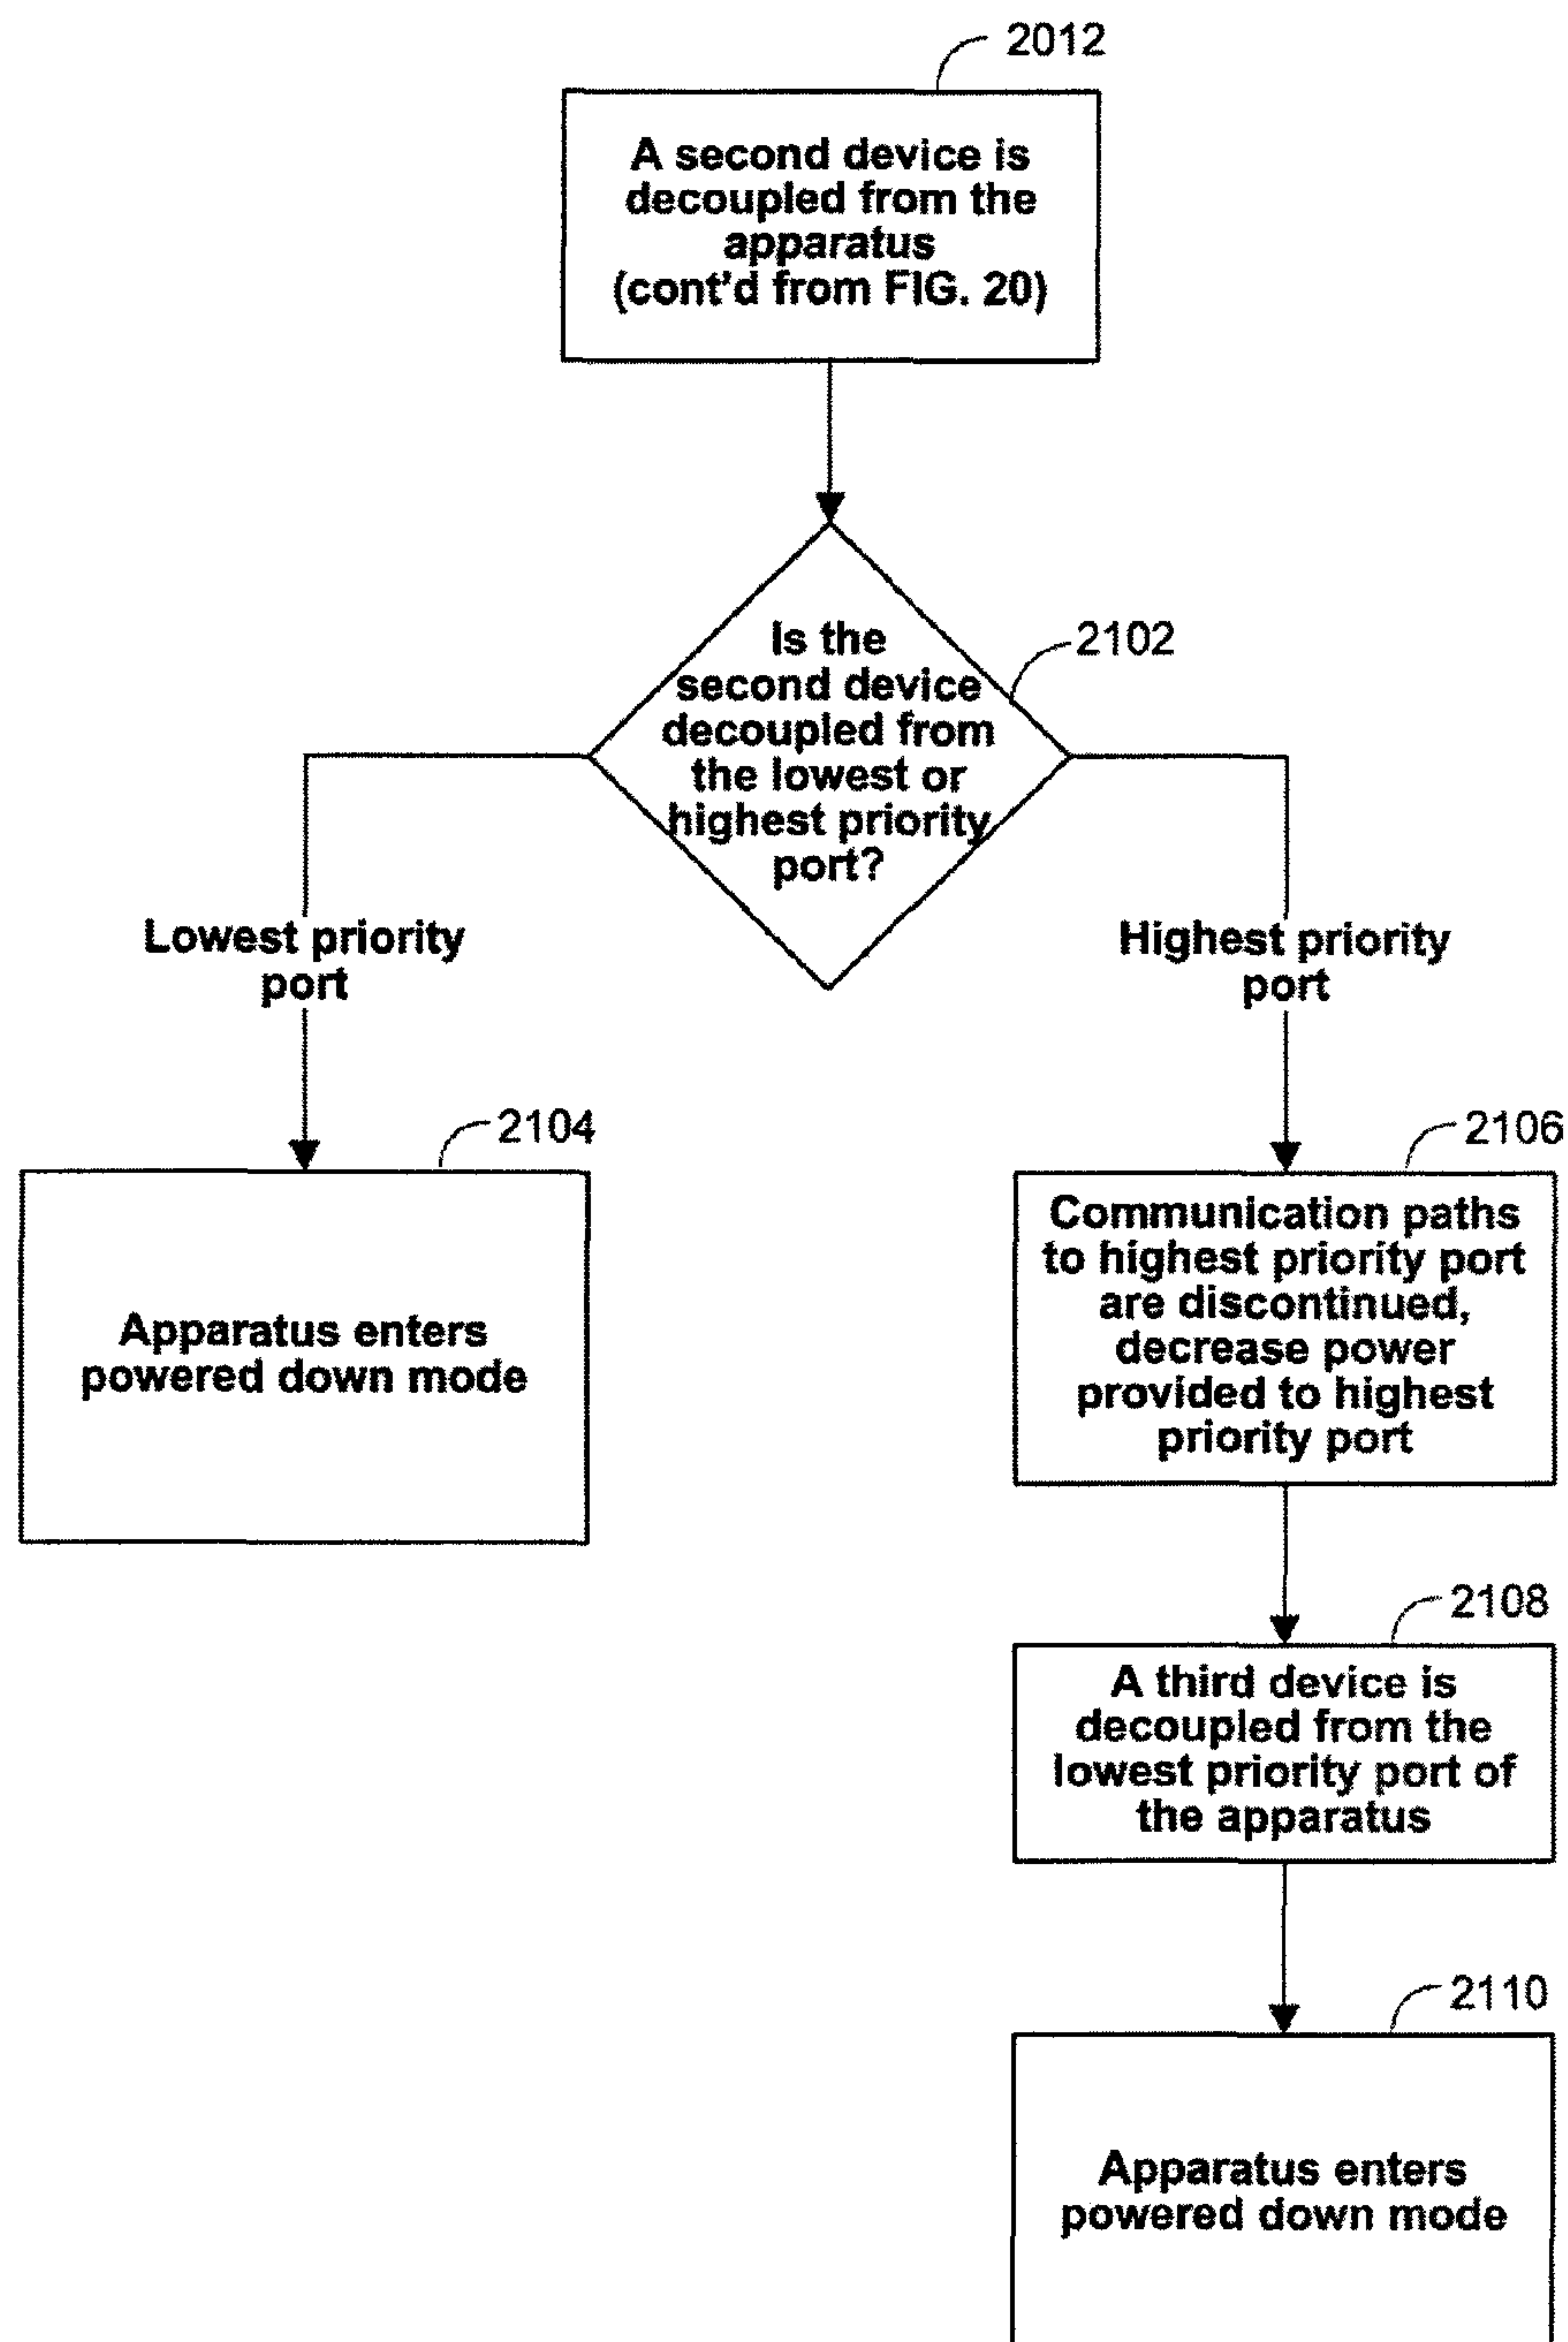 2012
A second device is
decoupled from the
apparatus
(cont'd from FIG. 20)
2102
Is the
second device
decoupled from
the lowest or
highest priority
port?
Lowest priority
port
Highest priority
port
2104
Apparatus enters
powered down mode
2106
Communication paths
to highest priority port
are discontinued,
decrease power
provided to highest
priority port
2108
A third device is
decoupled from the
lowest priority port of
the apparatus
2110
Apparatus enters
powered down mode